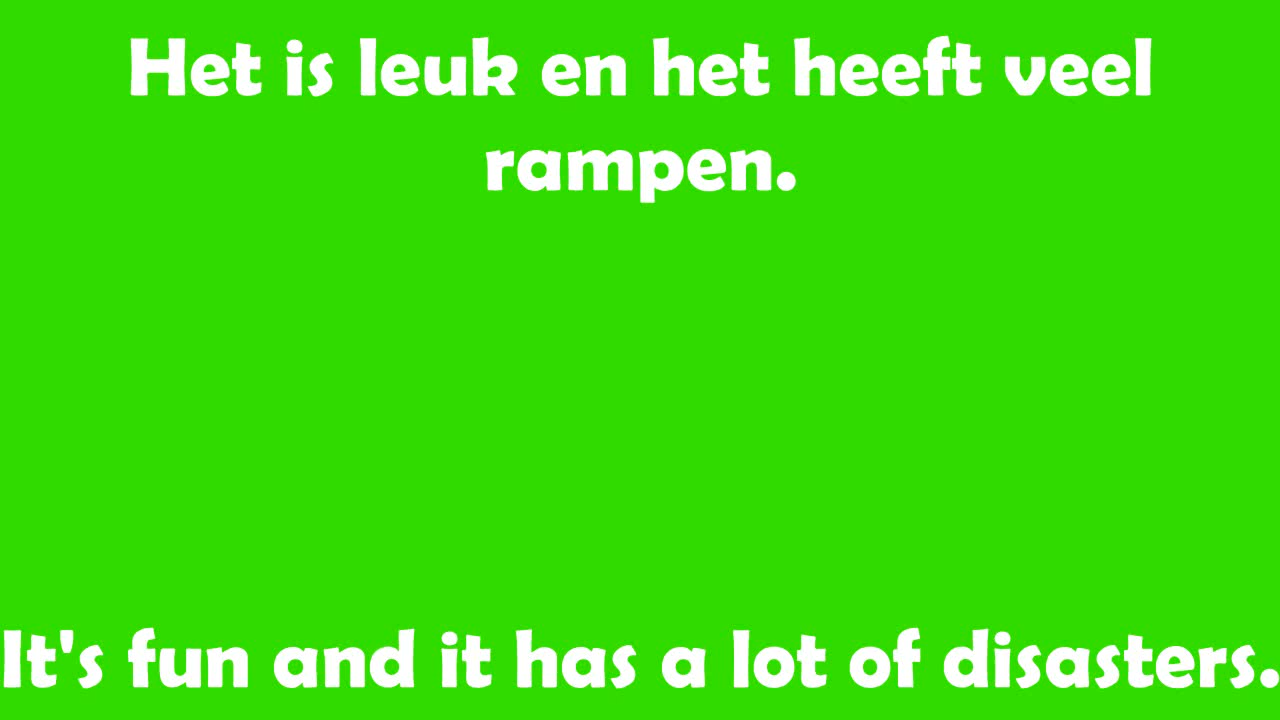 Het is leuk en het heeft veel
rampen.
It's fun and it has a lot of disasters.